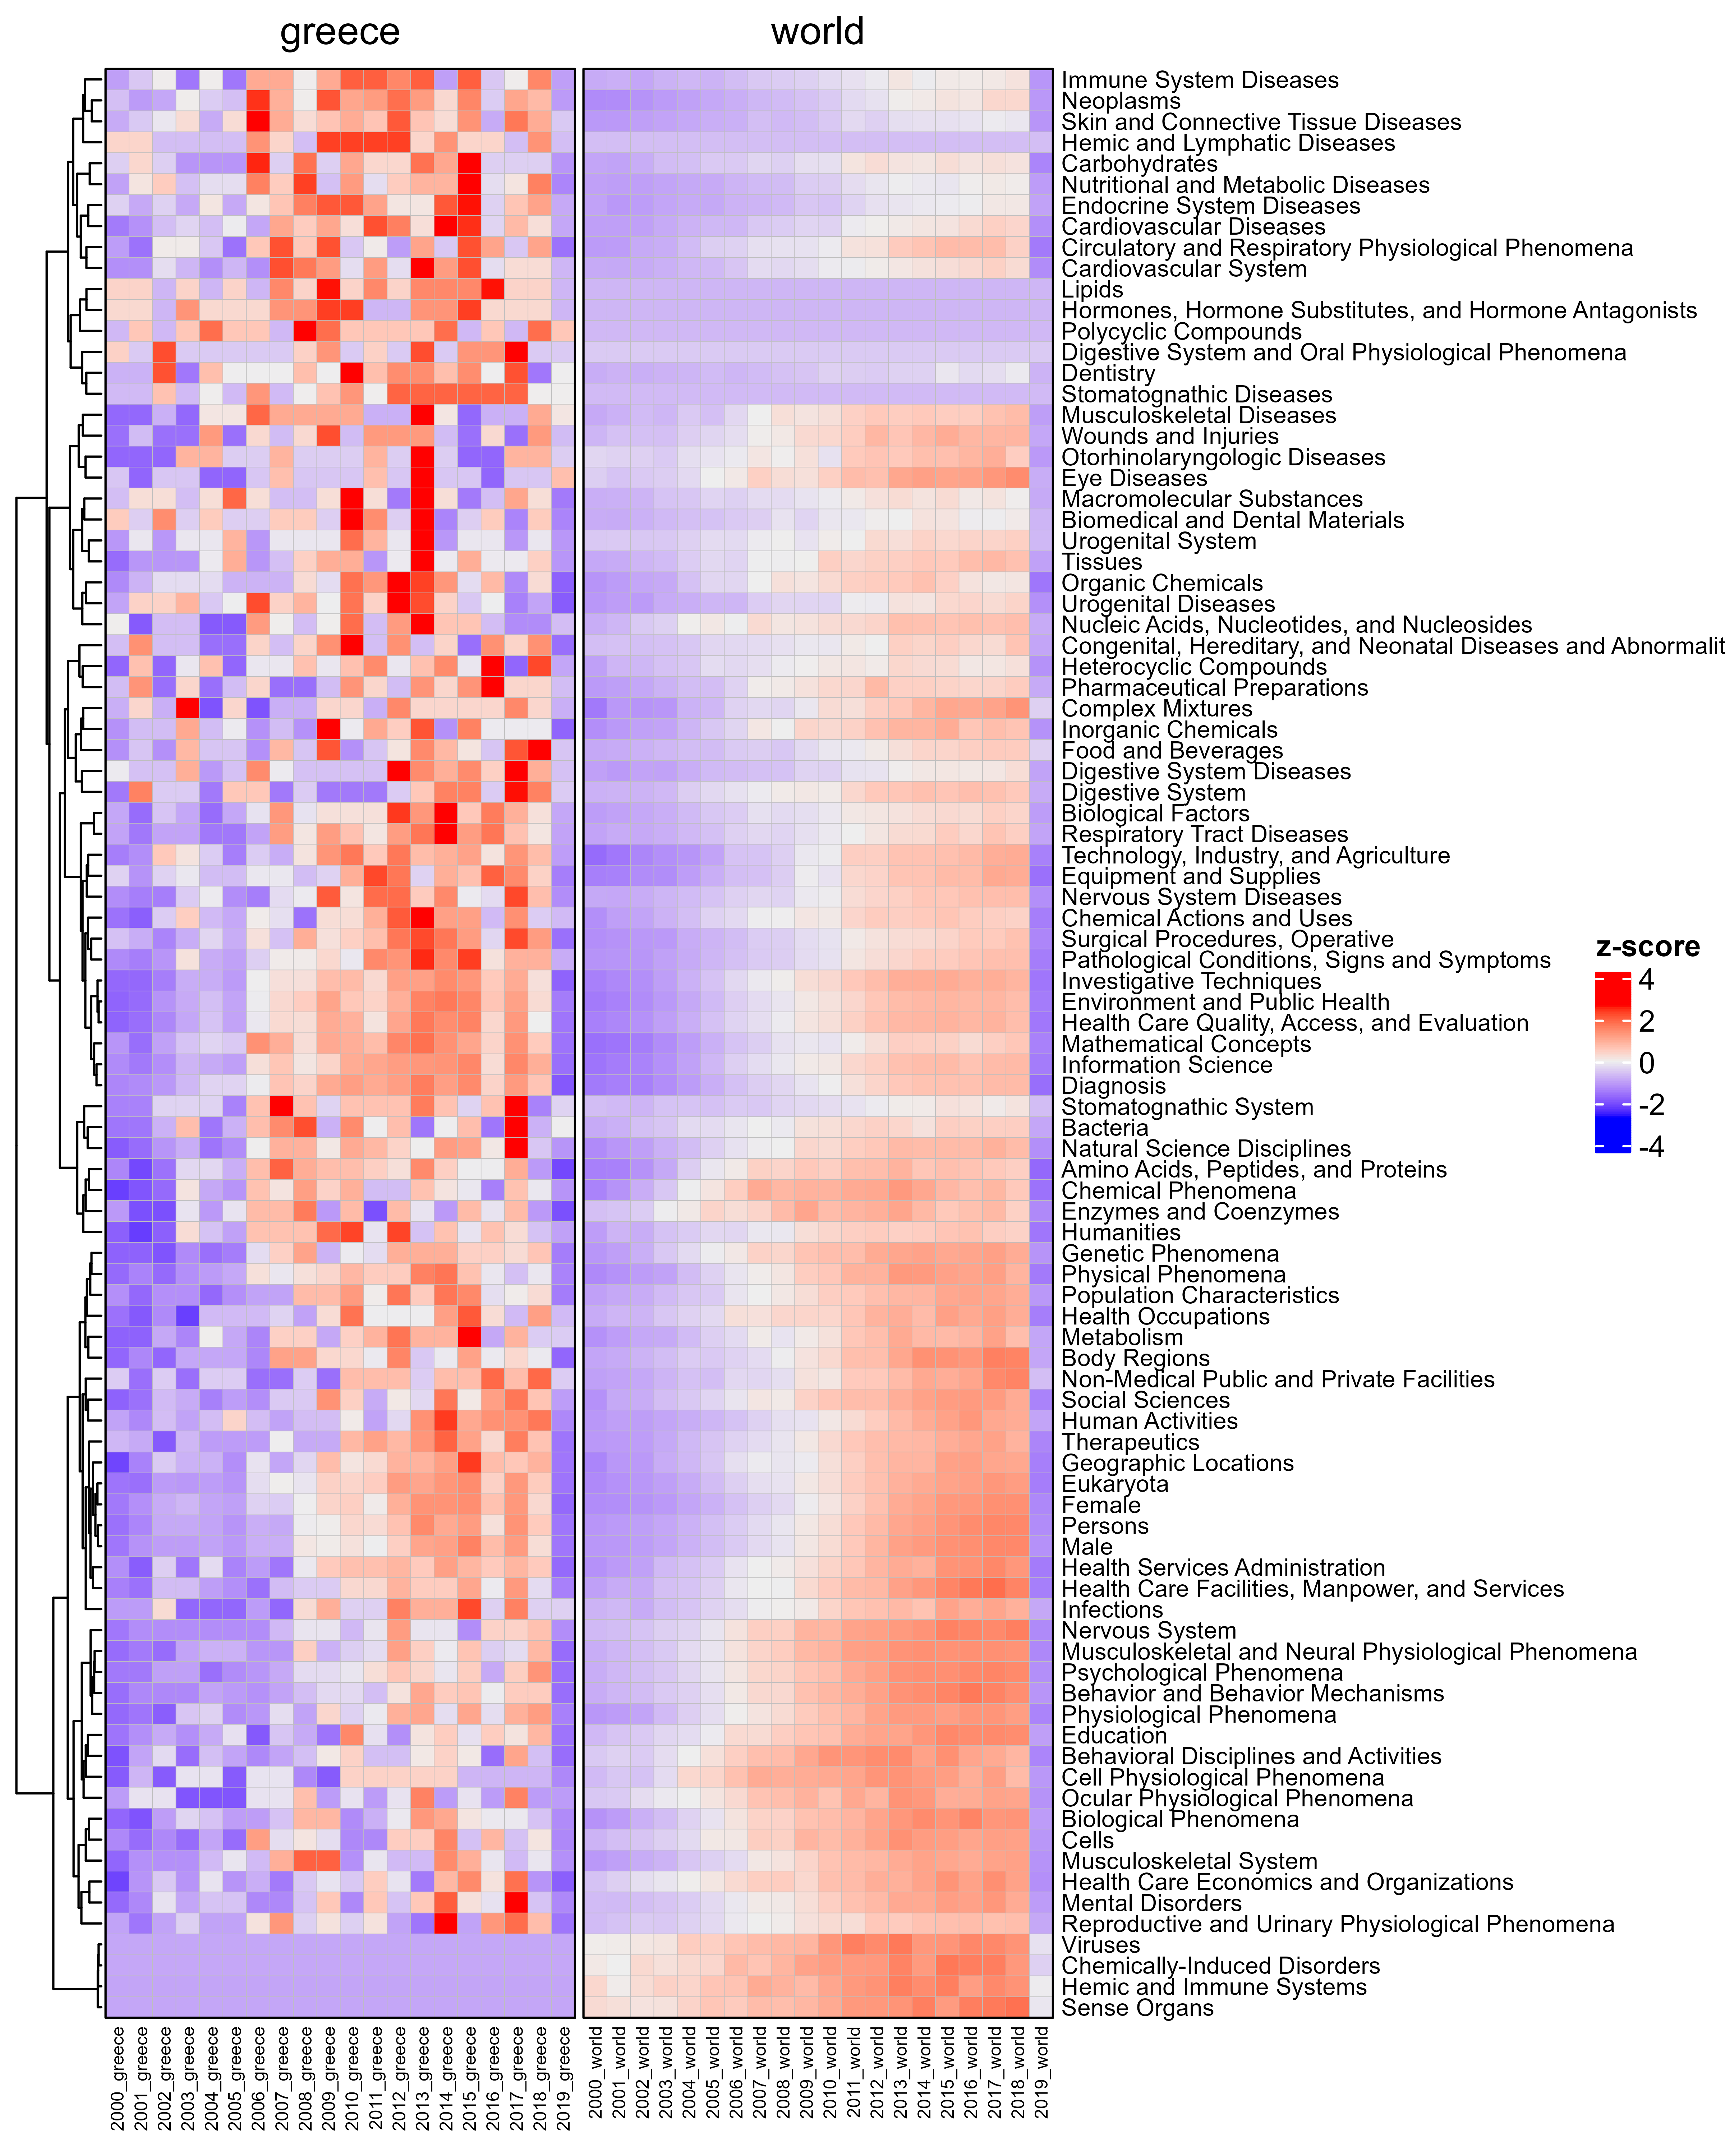 greece
world
Immune System Diseases
Neoplasms
Skin and Connective Tissue Diseases
Hemic and Lymphatic Diseases
Carbohydrates
Nutritional and Metabolic Diseases
Endocrine System Diseases
Cardiovascular Diseases
Circulatory and Respiratory Physiological Phenomena
Cardiovascular System
Lipids
Hormones, Hormone Substitutes, and Hormone Antagonists
Polycyclic Compounds
Digestive System and Oral Physiological Phenomena
Dentistry
Stomatognathic Diseases
Musculoskeletal Diseases
Wounds and Injuries
Otorhinolaryngologic Diseases
Eye Diseases
Macromolecular Substances
Biomedical and Dental Materials
Urogenital System
Tissues
Organic Chemicals
Urogenital Diseases
Nucleic Acids, Nucleotides, and Nucleosides
Congenital, Hereditary, and Neonatal Diseases and Abnormalit
Heterocyclic Compounds
Pharmaceutical Preparations
Complex Mixtures
Inorganic Chemicals
Food and Beverages
Digestive System Diseases
Digestive System
Biological Factors
Respiratory Tract Diseases
Technology, Industry, and Agriculture
Equipment and Supplies
Nervous System Diseases
Chemical Actions and Uses
Surgical Procedures, Operative
Pathological Conditions, Signs and Symptoms
Investigative Techniques
Environment and Public Health
Health Care Quality, Access, and Evaluation
Mathematical Concepts
Information Science
Diagnosis
Stomatognathic System
Bacteria
Natural Science Disciplines
Amino Acids, Peptides, and Proteins
Chemical Phenomena
Enzymes and Coenzymes
Humanities
Genetic Phenomena
Physical Phenomena
Population Characteristics
Health Occupations
Metabolism
Body Regions
Non-Medical Public and Private Facilities
Social Sciences
Human Activities
Therapeutics
Geographic Locations
Eukaryota
Female
Persons
Male
Health Services Administration
Health Care Facilities, Manpower, and Services
Infections
Nervous System
Musculoskeletal and Neural Physiological Phenomena
Psychological Phenomena
Behavior and Behavior Mechanisms
Physiological Phenomena
Education
Behavioral Disciplines and Activities
Cell Physiological Phenomena
Ocular Physiological Phenomena
Biological Phenomena
Cells
Musculoskeletal System
Health Care Economics and Organizations
Mental Disorders
Reproductive and Urinary Physiological Phenomena
Viruses
Chemically-Induced Disorders
Hemic and Immune Systems
Sense Organs
z-score
4
2
0
-2
-4
2000_greece
2001_greece
2002_greece
2003_greece
2004_greece
2005_greece
2006_greece
2007_greece
2008_greece
2009_greece
2010_greece
2011_greece
2012_greece
2013_greece
2014_greece
2015_greece
2016_greece
2017_greece
2018_greece
2019_greece
2000_world
2001_world
2002_world
2003_world
2004_world
2005_world
2006_world
2007_world
2008_world
2009_world
2010_world
2011_world
2012_world
2013_world
2014_world
2015_world
2016_world
2017_world
2018_world
2019_world